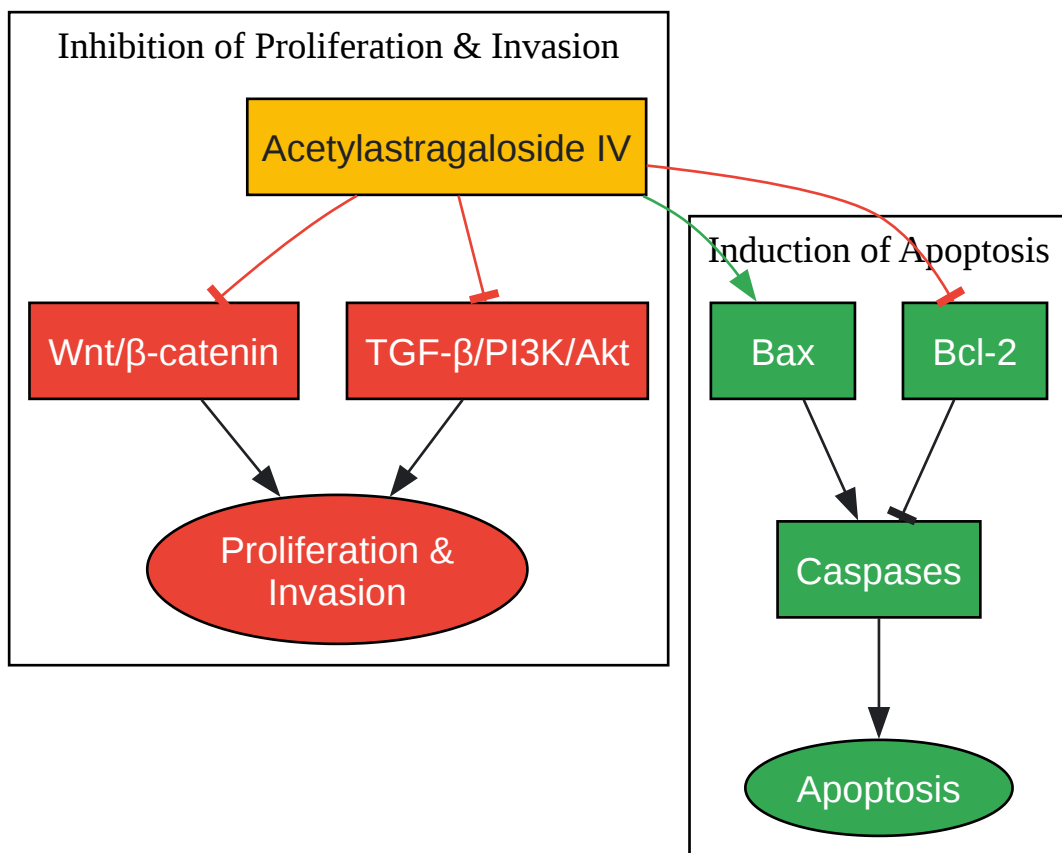 Inhibition of Proliferation & Invasion
Acetylastragaloside IV
Induction of Apoptosis
Wnt/β-catenin
TGF-β/PI3K/Akt
Bax
Bcl-2
Proliferation &
Invasion
Caspases
Apoptosis